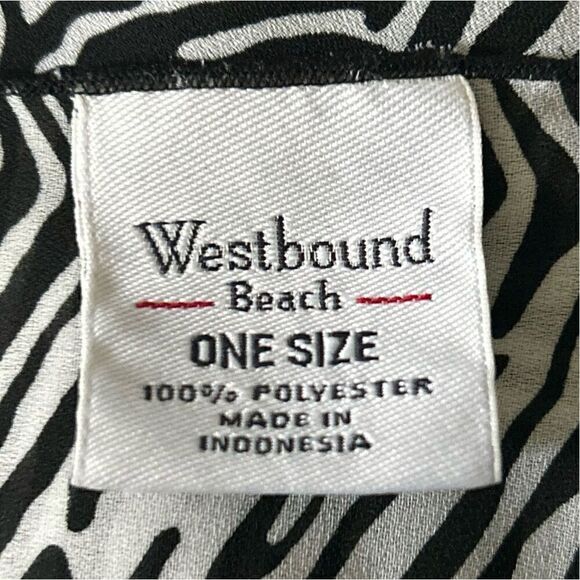 Westbound
Beach
ONE SIZE
100% POLYESTER
MADE IN
INDONESIA